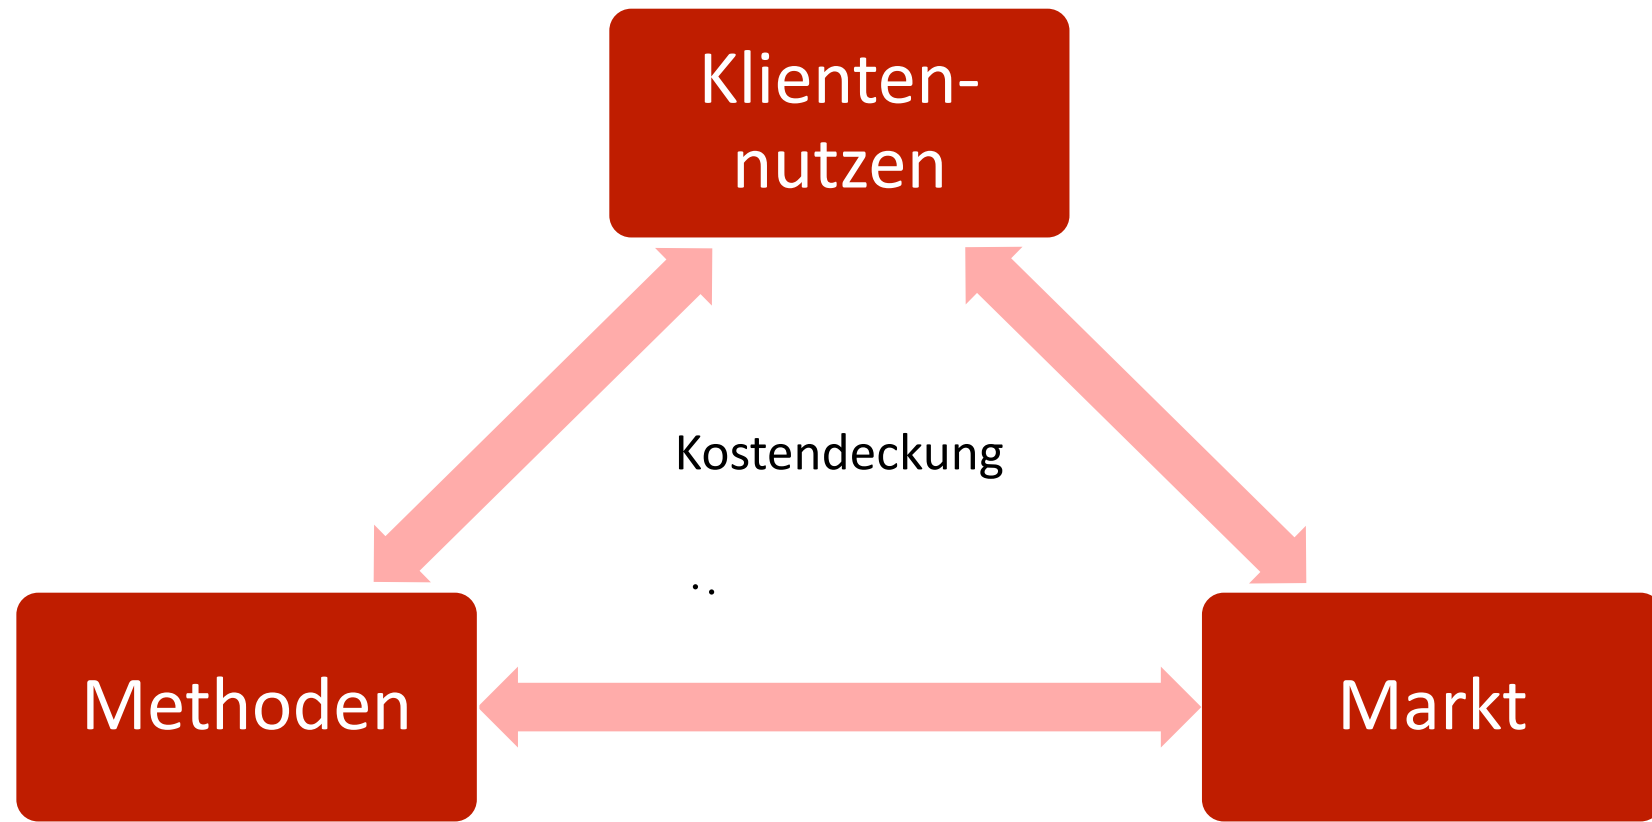 Klienten-
nutzen
Kostendeckung
Methoden
Markt